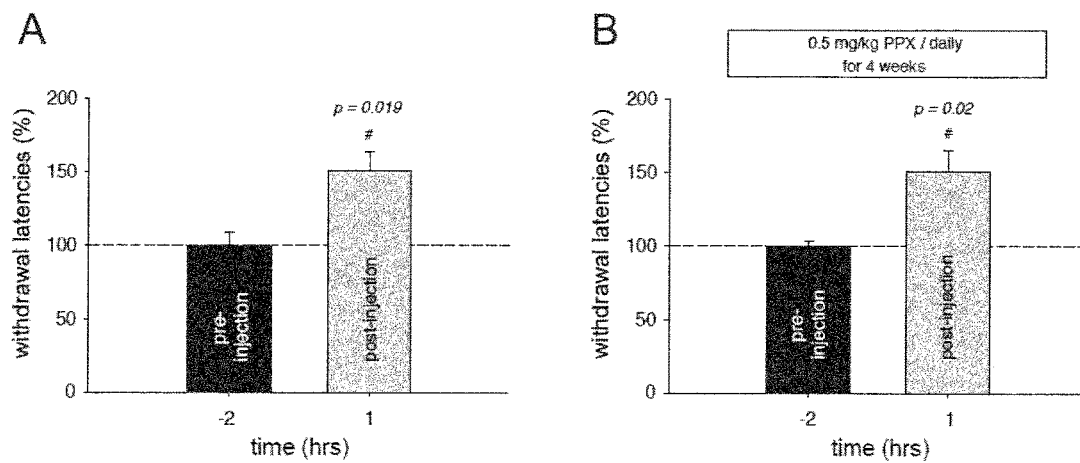 A
withdrawal latencies (%)
200
150
100
50
0
p = 0.019
#
pre-
injection
post-injection
-2
1
time (hrs)
B
0.5 mg/kg PPX / daily
for 4 weeks
withdrawal latencies (%)
200
150
100
50
0
p = 0.02
#
pre-
injection
post-injection
-2
1
time (hrs)